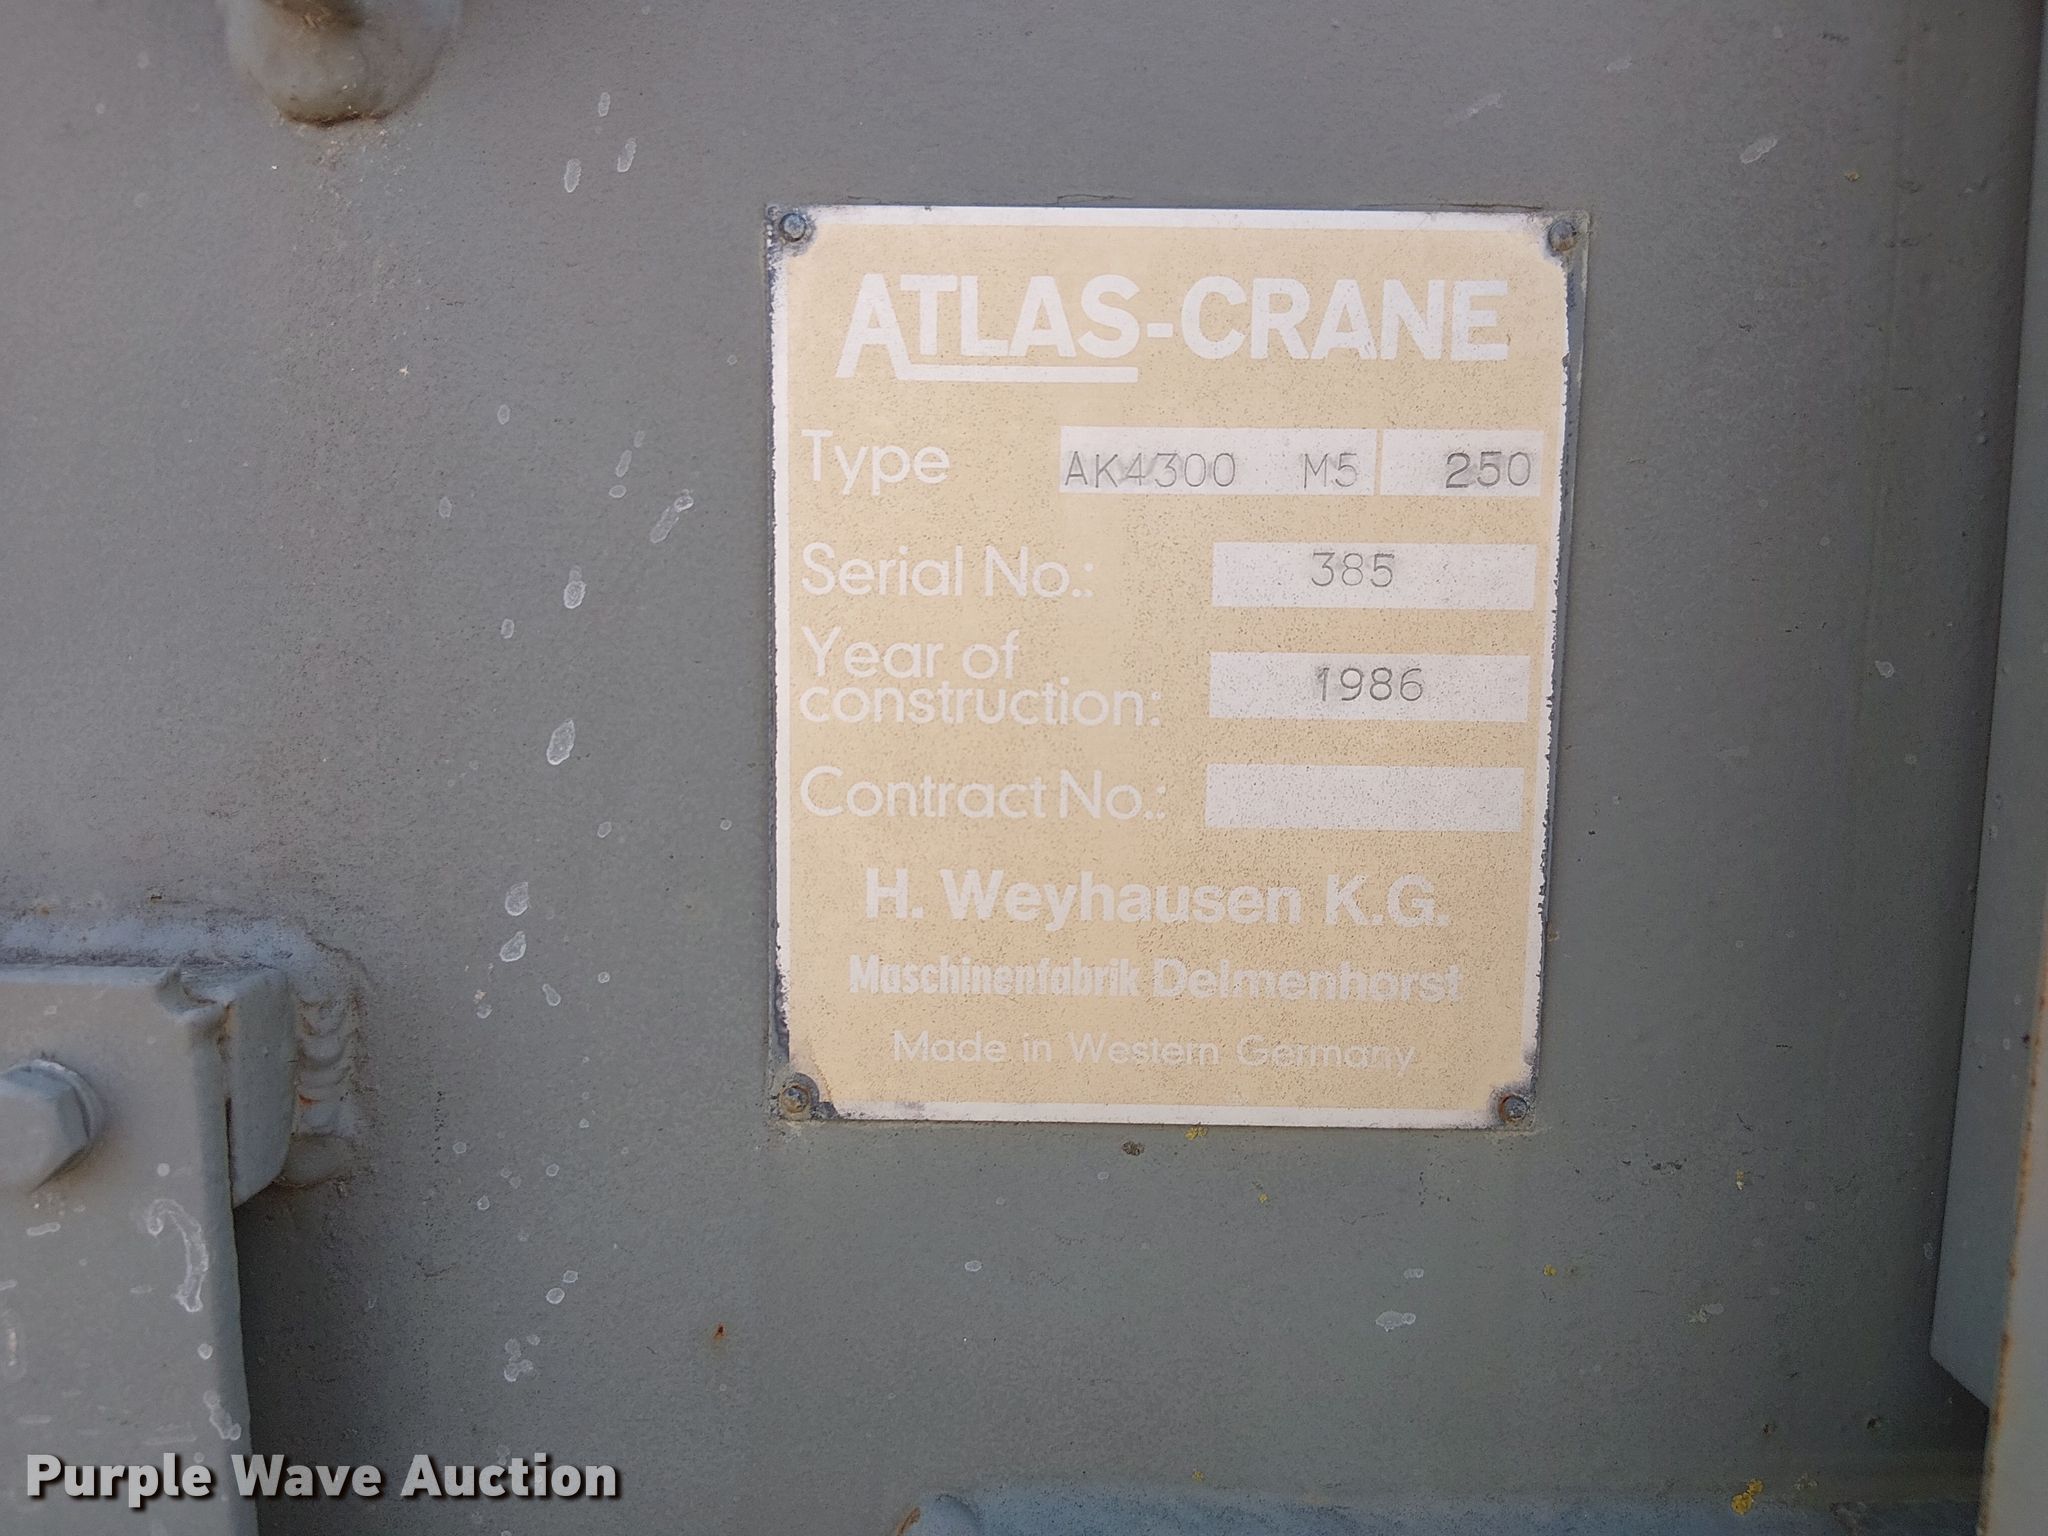 ATLAS-CRANE
Type AK4300 M5 250
Serial No.: 385
Year of
construction: 1986
Contract No.:
H. Weyhausen K.G.
Maschinenfabrik Delmenhorst
Made in Western Germany
Purple Wave Auction